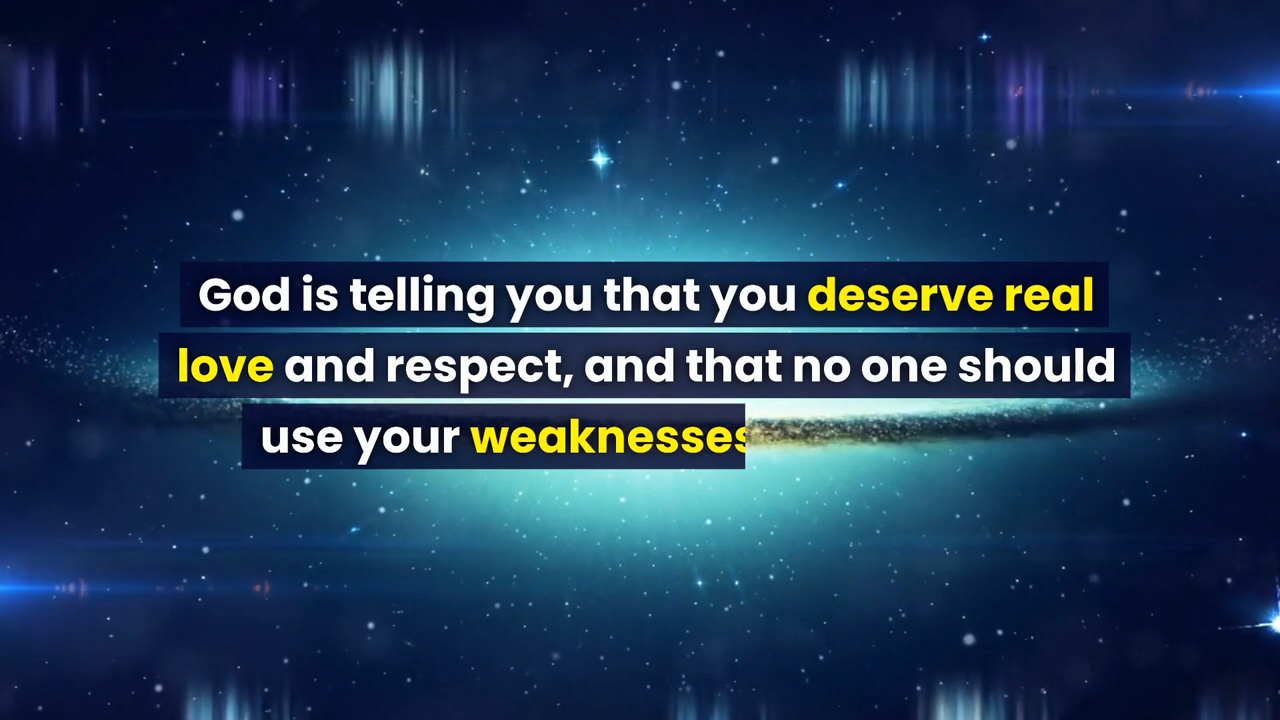 God is telling you that you deserve real
love and respect, and that no one should
use your weaknesses